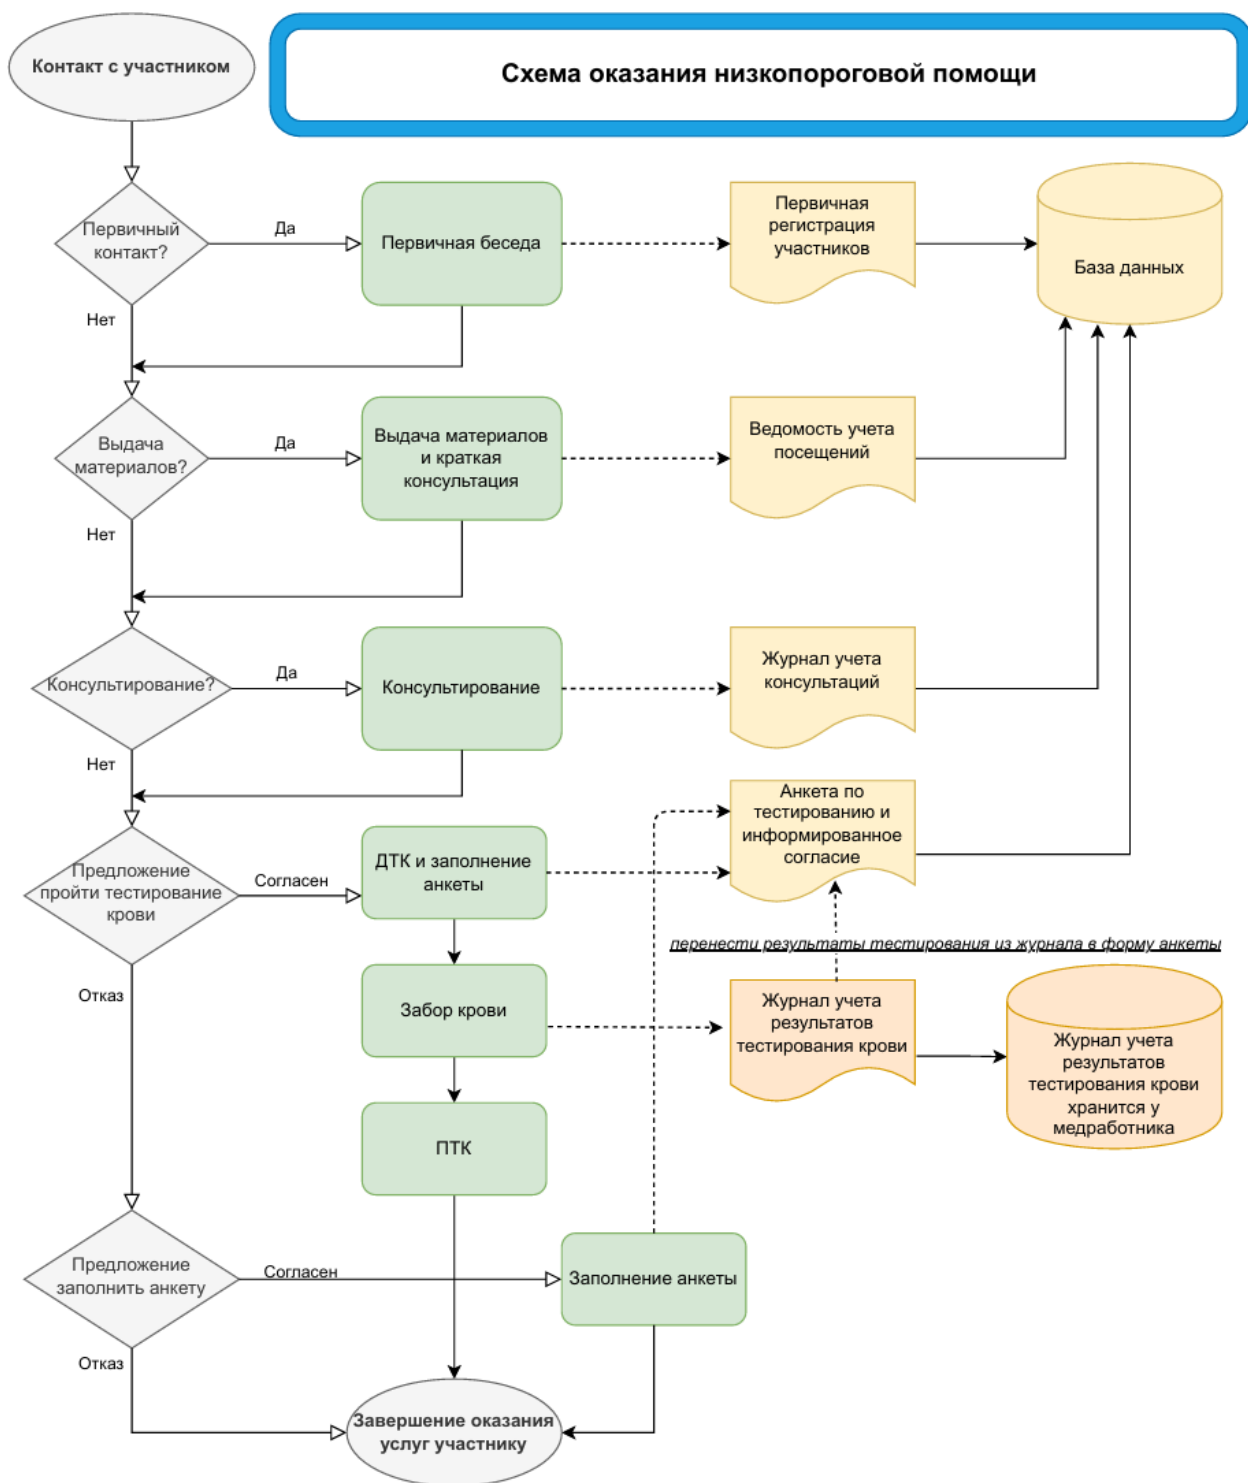 Контакт с участником
Схема оказания низкопороговой помощи
Первичный
контакт?
Да
Первичная беседа
Первичная
регистрация
участников
База данных
Нет
Выдача
материалов?
Да
Выдача материалов
и краткая
консультация
Ведомость учета
посещений
Нет
Консультирование?
Да
Консультирование
Журнал учета
консультаций
Нет
Предложение
пройти тестирование
крови
Согласен
ДТК и заполнение
анкеты
Анкета по
тестированию и
информированное
согласие
перенести результаты тестирования из журнала в форму анкеты
Отказ
Забор крови
Журнал учета
результатов
тестирования крови
Журнал учета
результатов
тестирования крови
хранится у
медработника
ПТК
Предложение
заполнить анкету
Согласен
Заполнение анкеты
Отказ
Завершение оказания
услуг участнику